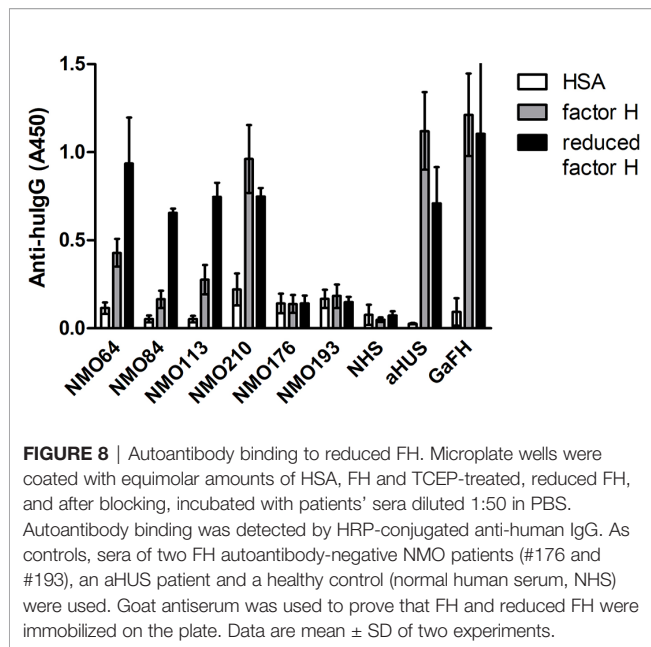 1.5
1.0
0.5
0.0
Anti-huIgG (A450)
HSA
factor H
reduced
factor H
NMO64
NMO84
NMO113
NMO210
NMO176
NMO193
NHS
aHUS
GaFH
FIGURE 8 | Autoantibody binding to reduced FH. Microplate wells were
coated with equimolar amounts of HSA, FH and TCEP-treated, reduced FH,
and after blocking, incubated with patients’ sera diluted 1:50 in PBS.
Autoantibody binding was detected by HRP-conjugated anti-human IgG. As
controls, sera of two FH autoantibody-negative NMO patients (#176 and
#193), an aHUS patient and a healthy control (normal human serum, NHS)
were used. Goat antiserum was used to prove that FH and reduced FH were
immobilized on the plate. Data are mean ± SD of two experiments.